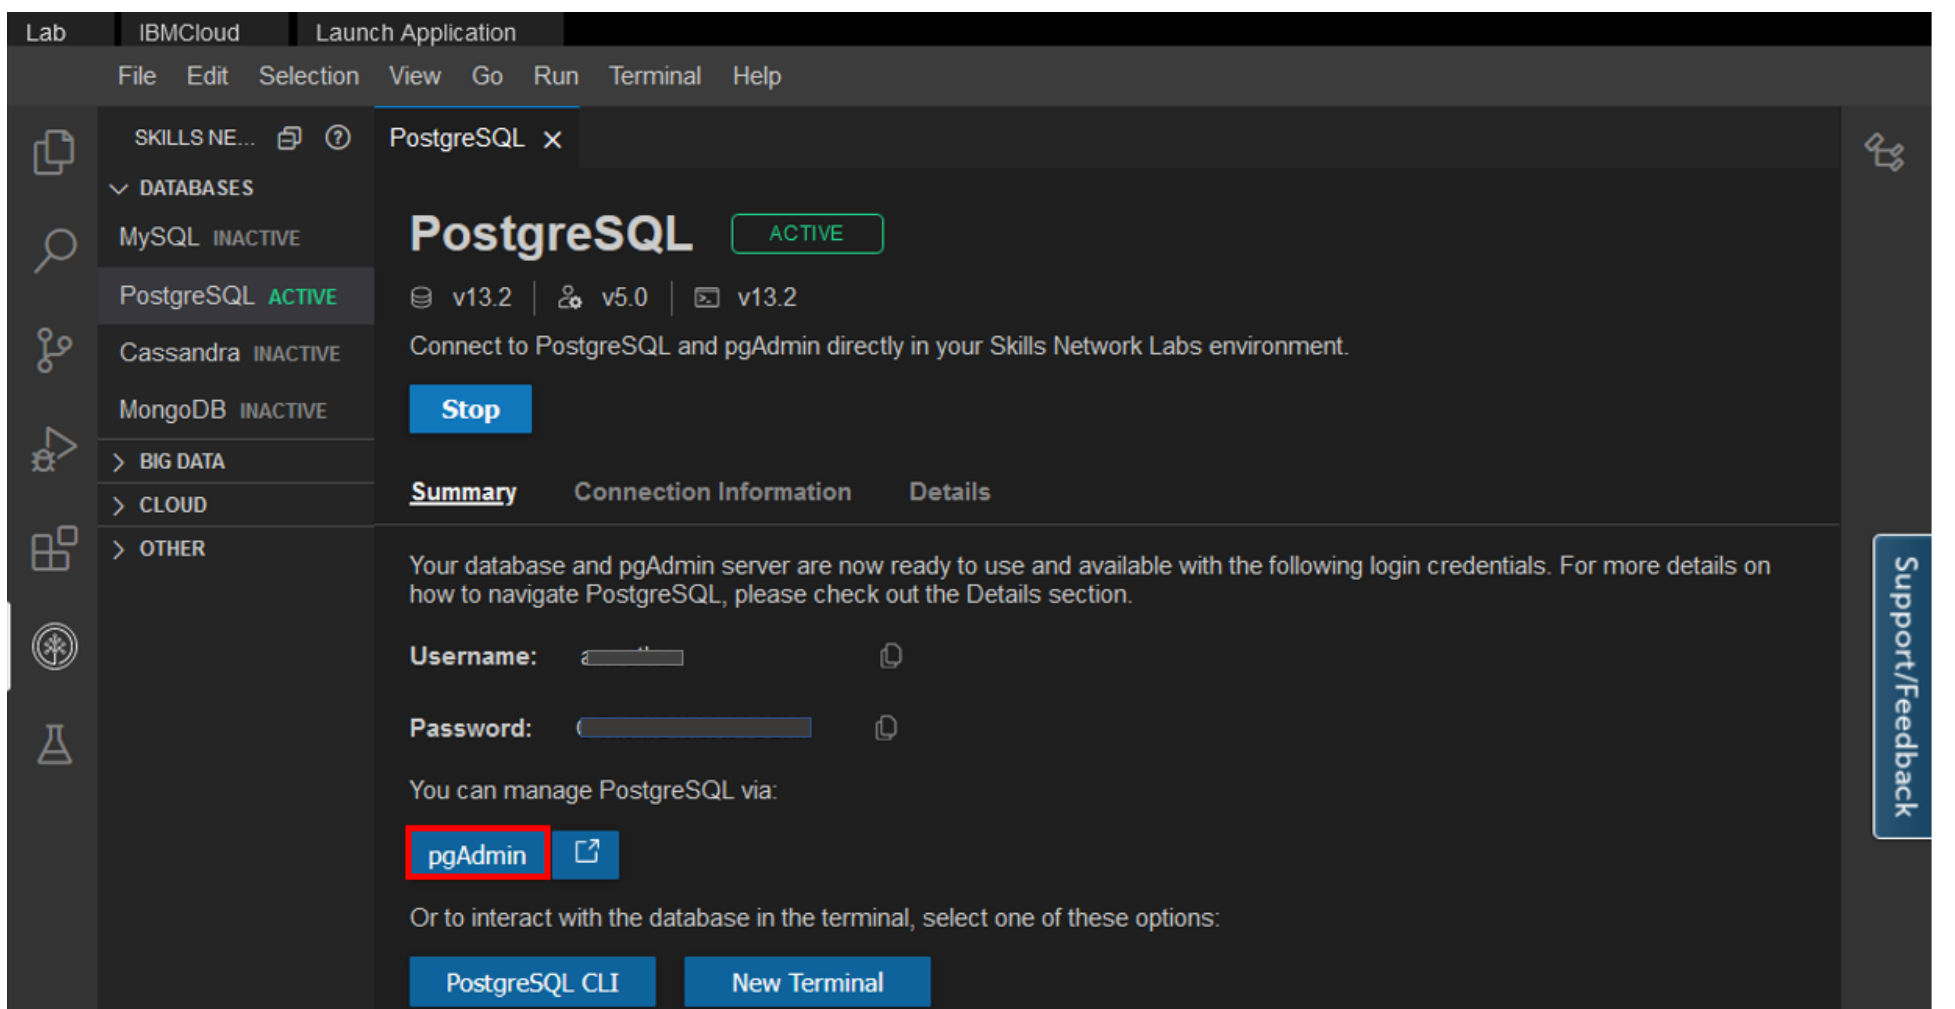 Lab IBMCloud Launch Application
File Edit Selection View Go Run Terminal Help
SKILLS NE...
DATABASES
MySQL INACTIVE
PostgreSQL ACTIVE
Cassandra INACTIVE
MongoDB INACTIVE
BIG DATA
CLOUD
OTHER
PostgreSQL
PostgreSQL ACTIVE
v13.2 v5.0 v13.2
Connect to PostgreSQL and pgAdmin directly in your Skills Network Labs environment.
Stop
Summary Connection Information Details
Your database and pgAdmin server are now ready to use and available with the following login credentials. For more details on
how to navigate PostgreSQL, please check out the Details section.
Username:
Password:
You can manage PostgreSQL via:
pgAdmin
Or to interact with the database in the terminal, select one of these options:
PostgreSQL CLI New Terminal
Support/Feedback